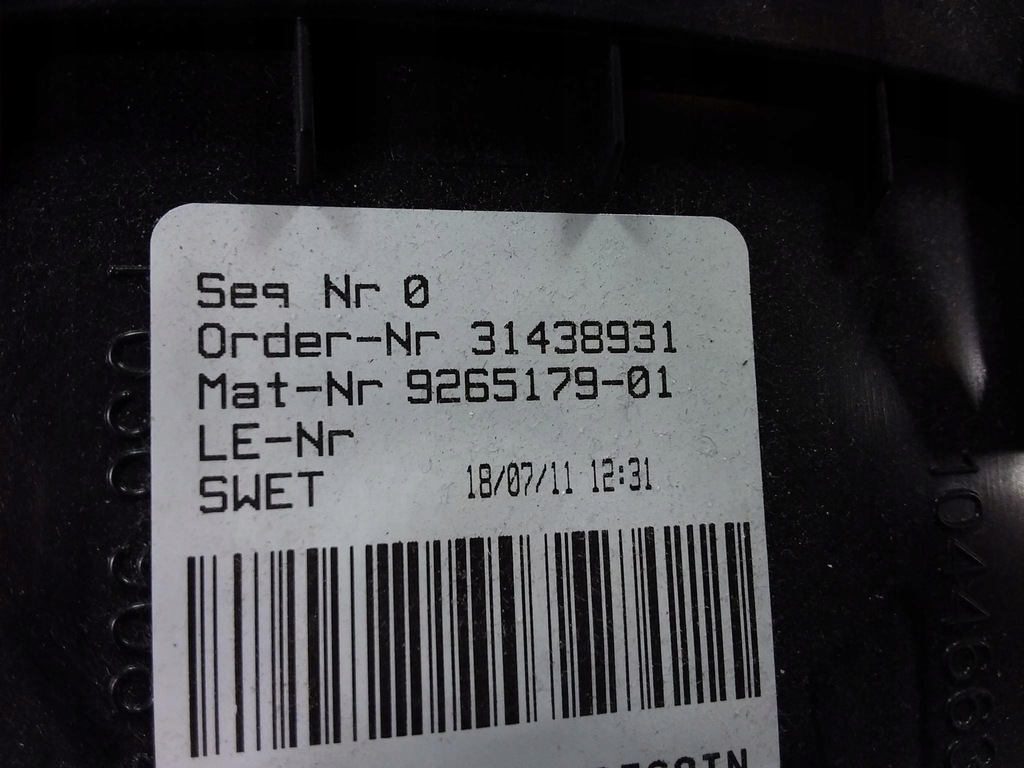 Seq Nr 0
Order-Nr 31438931
Mat-Nr 9265179-01
LE-Nr
SWET 18/07/11 12:31